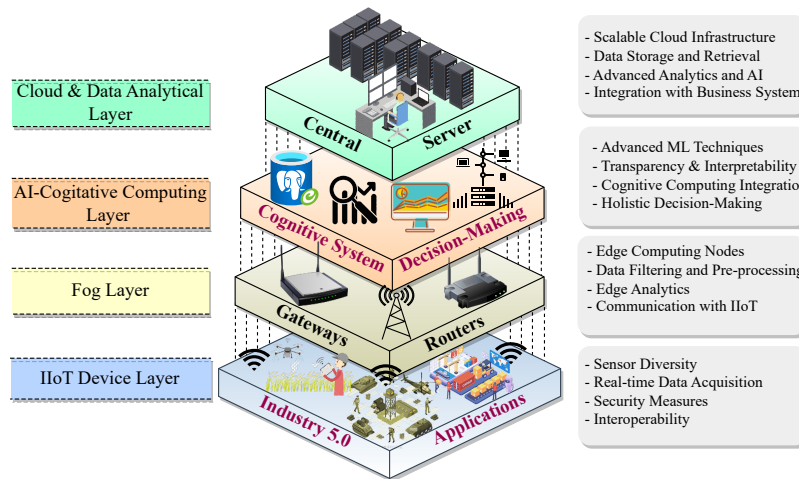 Cloud & Data Analytical
Layer
Central
Server
- Scalable Cloud Infrastructure
- Data Storage and Retrieval
- Advanced Analytics and AI
- Integration with Business System
AI-Cogitative Computing
Layer
Cognitive System
Decision-Making
- Advanced ML Techniques
- Transparency & Interpretability
- Cognitive Computing Integratio
- Holistic Decision-Making
Fog Layer
Gateways
Routers
- Edge Computing Nodes
- Data Filtering and Pre-processing
- Edge Analytics
- Communication with IIoT
IIoT Device Layer
Industry 5.0
Applications
- Sensor Diversity
- Real-time Data Acquisition
- Security Measures
- Interoperability